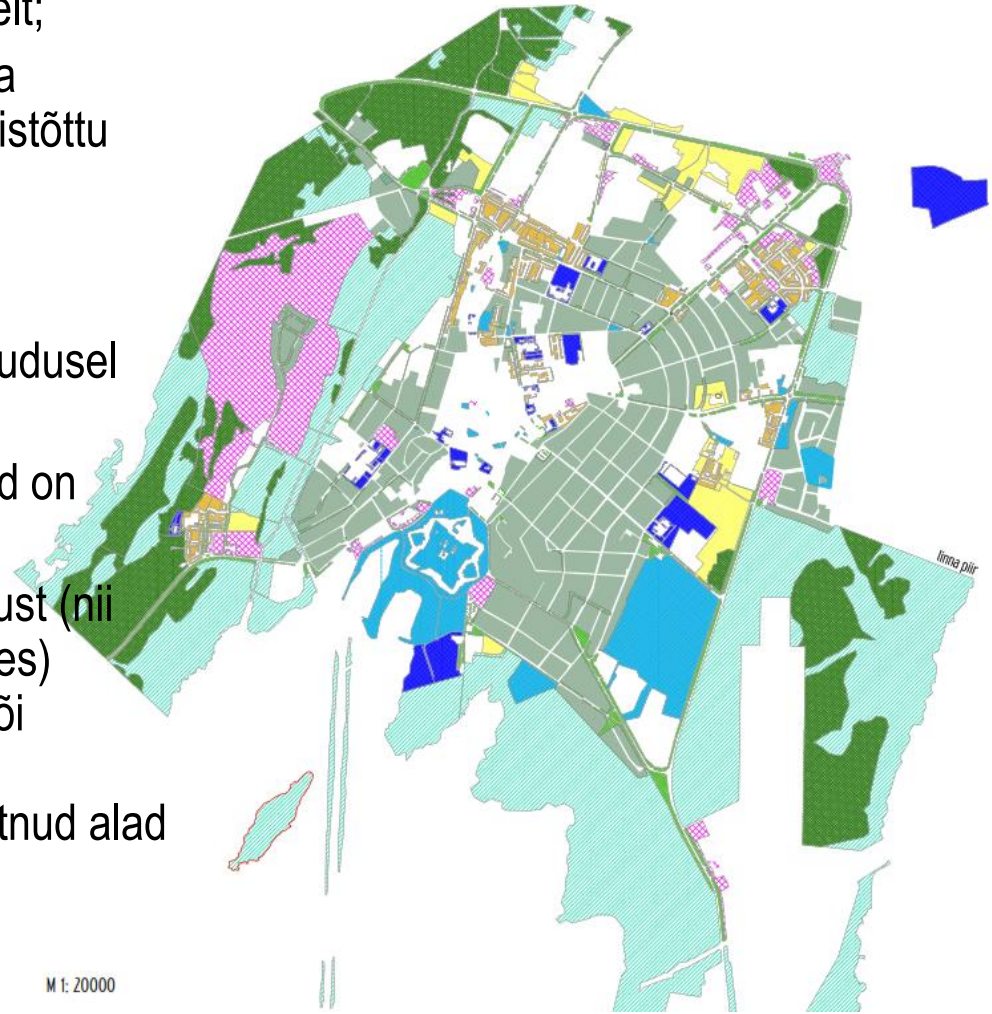 elt;
a
istõttu
udusel
d on
ust (nii
es)
õi
tnud alad
linna piir
M 1: 20000